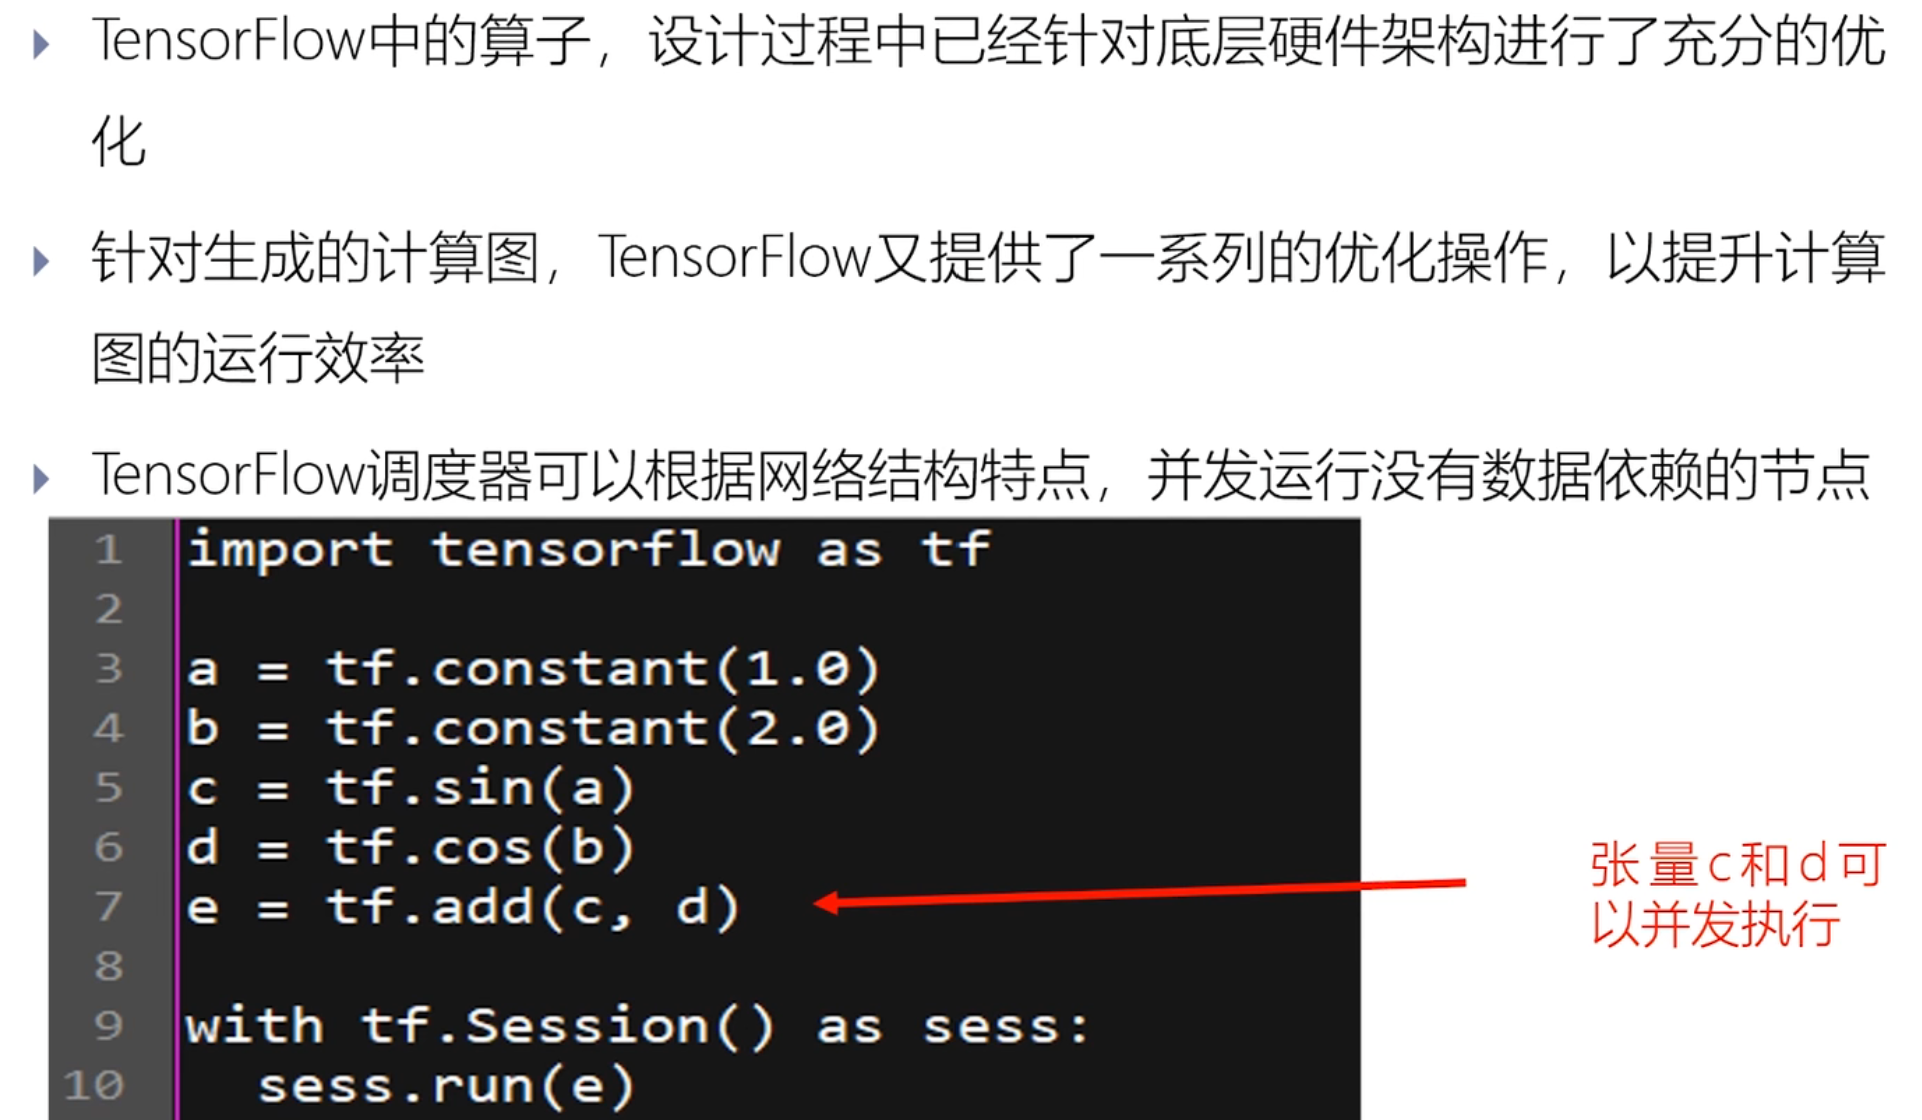 TensorFlow中的算子，设计过程中已经针对底层硬件架构进行了充分的优
化
针对生成的计算图，TensorFlow又提供了一系列的优化操作，以提升计算
图的运行效率
TensorFlow调度器可以根据网络结构特点，并发运行没有数据依赖的节点
1 import tensorflow as tf
2
3 a = tf.constant(1.0)
4 b = tf.constant(2.0)
5 c = tf.sin(a)
6 d = tf.cos(b)
7 e = tf.add(c, d)
8
9 with tf.Session() as sess:
10   sess.run(e)
张量c和d可
以并发执行